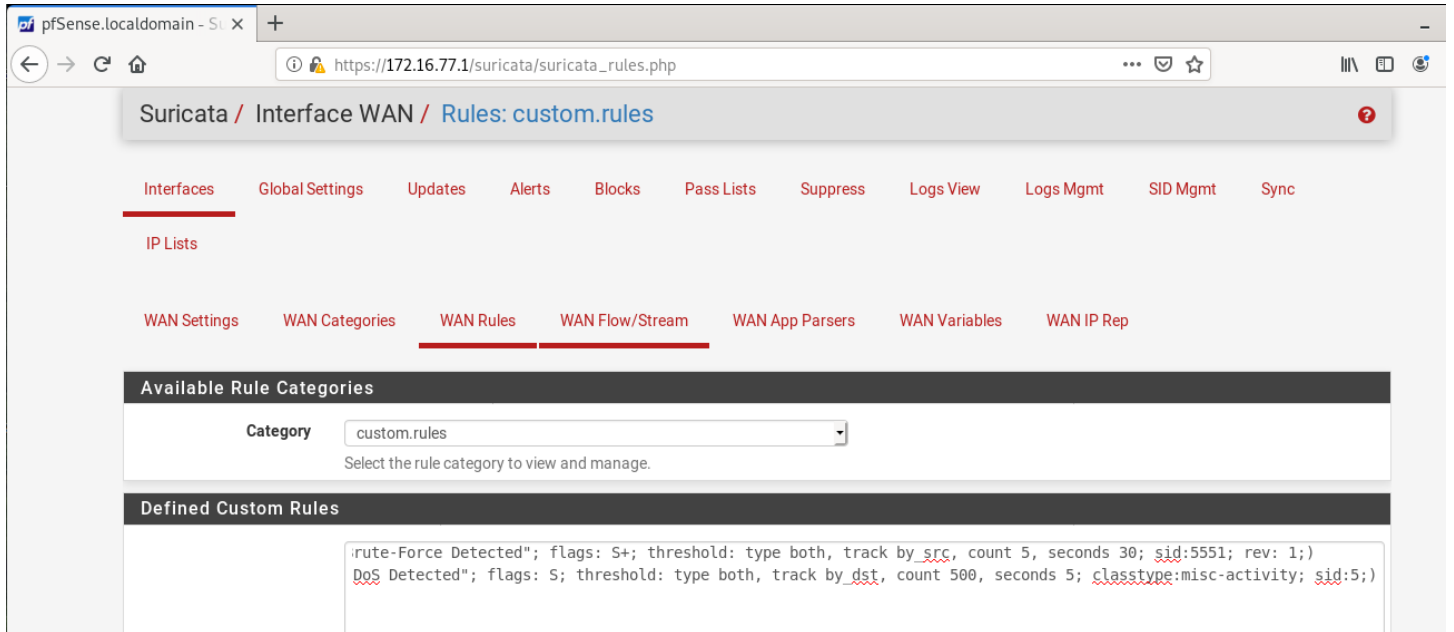 pfSense.localdomain - Su
https://172.16.77.1/suricata/suricata_rules.php
Suricata / Interface WAN / Rules: custom.rules
Interfaces Global Settings Updates Alerts Blocks Pass Lists Suppress Logs View Logs Mgmt SID Mgmt Sync
IP Lists
WAN Settings WAN Categories WAN Rules WAN Flow/Stream WAN App Parsers WAN Variables WAN IP Rep
Available Rule Categories
Category custom.rules
Select the rule category to view and manage.
Defined Custom Rules
rute-Force Detected"; flags: S+; threshold: type both, track by_src, count 5, seconds 30; sid:5551; rev: 1;)
DoS Detected"; flags: S; threshold: type both, track by_dst, count 500, seconds 5; classtype:misc-activity; sid:5;)